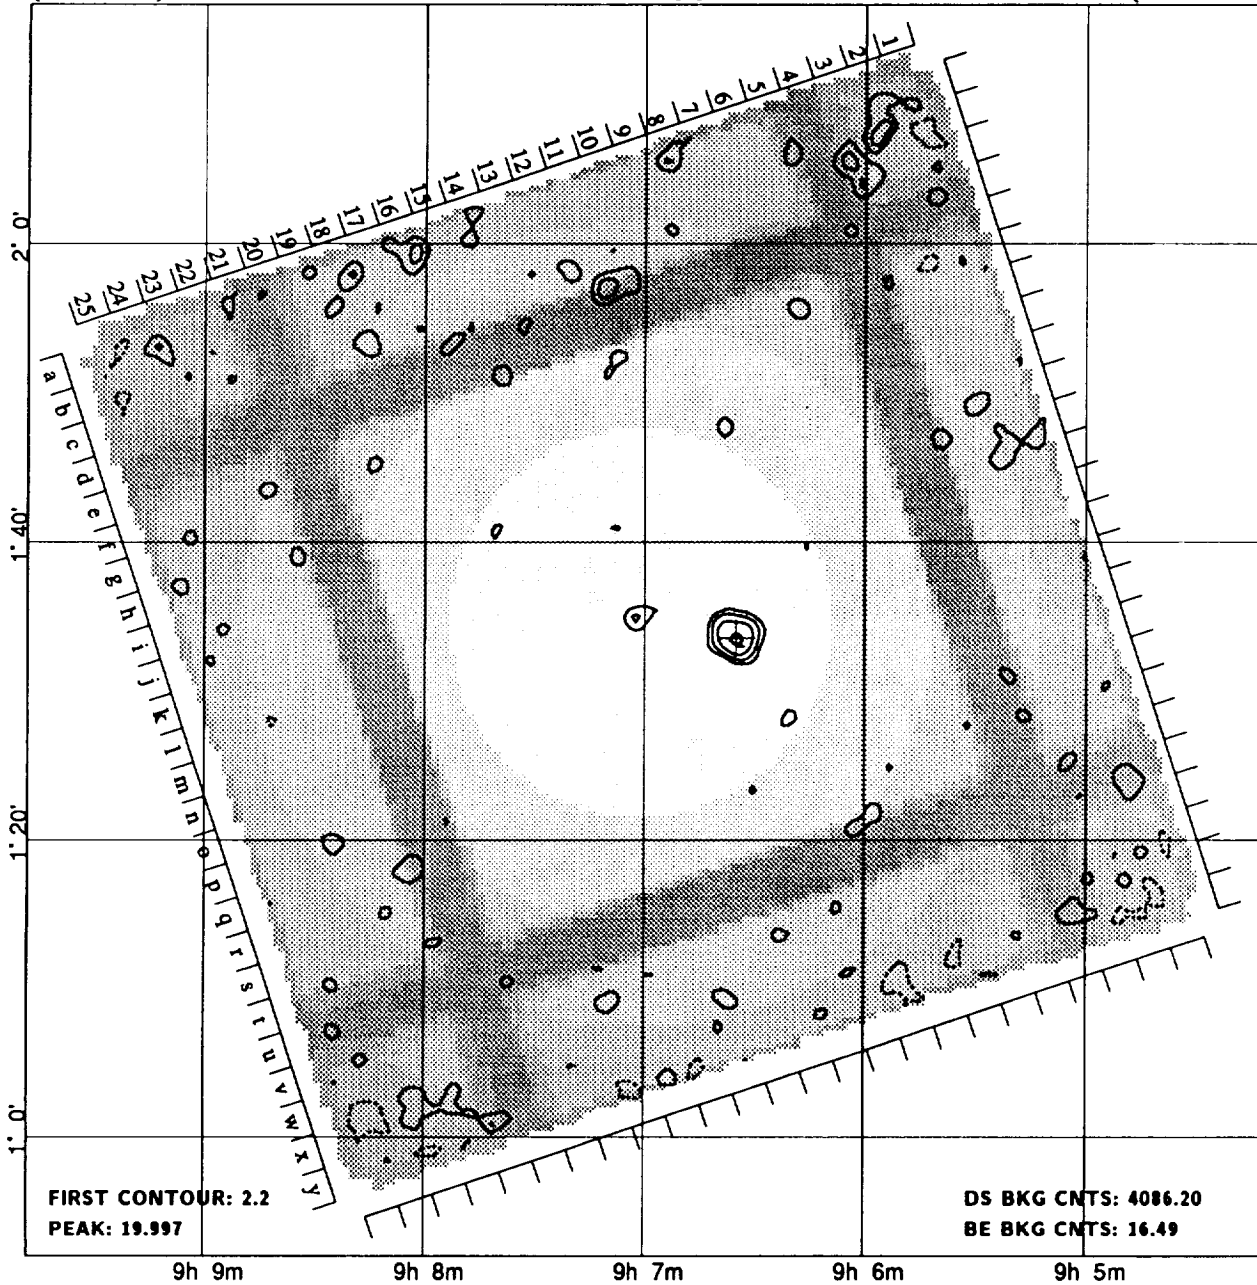 1 2 3 4 5 6 7 8 9 10 11 12 13 14 15 16 17 18 19 20 21 22 23 24 25
2° 0'
a b c d e f g h i j k l m n o p q r s t u v w x y
1° 40'
1° 20'
1° 0'
FIRST CONTOUR: 2.2
PEAK: 19.997
DS BKG CNTS: 4086.20
BE BKG CNTS: 16.49
9h 9m 9h 8m 9h 7m 9h 6m 9h 5m